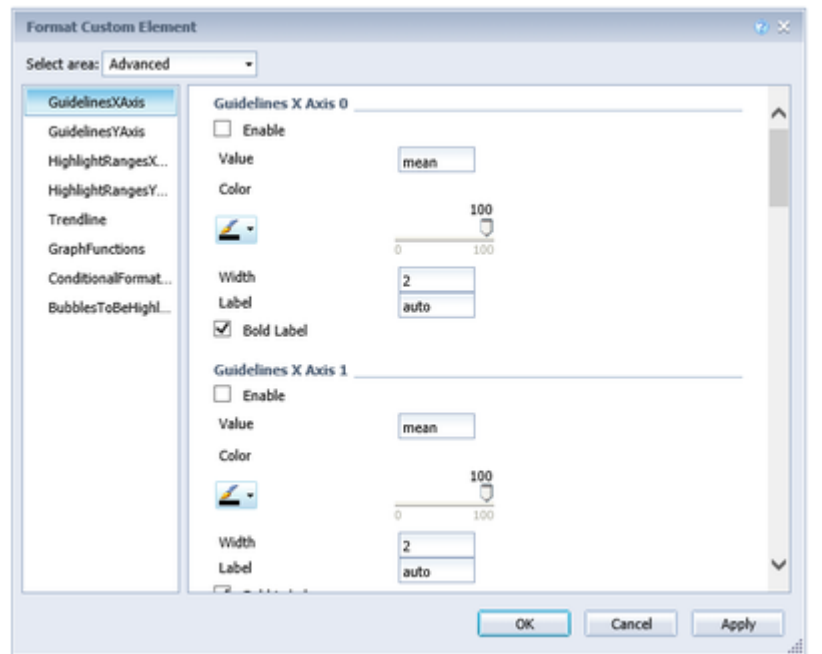 Format Custom Element
Select area: Advanced
GuidelinesXAxis
GuidelinesYAxis
HighlightRangesX...
HighlightRangesY...
Trendline
GraphFunctions
ConditionalFormat...
BubblesToBeHighl...
Guidelines X Axis 0
Enable
Value mean
Color
100
0 100
Width 2
Label auto
Bold Label
Guidelines X Axis 1
Enable
Value mean
Color
100
0 100
Width 2
Label auto
OK Cancel Apply